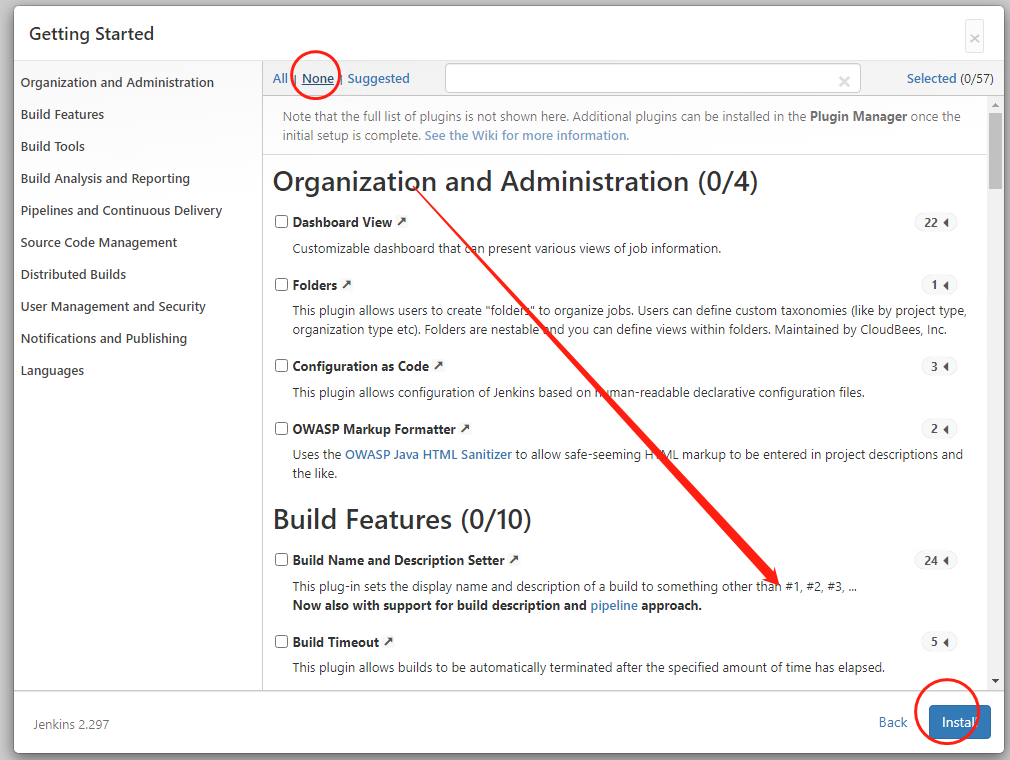 Getting Started
×
Organization and Administration
Build Features
Build Tools
Build Analysis and Reporting
Pipelines and Continuous Delivery
Source Code Management
Distributed Builds
User Management and Security
Notifications and Publishing
Languages
All | None | Suggested
×
Selected (0/57)
Note that the full list of plugins is not shown here. Additional plugins can be installed in the Plugin Manager once the
initial setup is complete. See the Wiki for more information.
Organization and Administration (0/4)
Dashboard View ↗ 22
Customizable dashboard that can present various views of job information.
Folders ↗ 1
This plugin allows users to create "folders" to organize jobs. Users can define custom taxonomies (like by project type,
organization type etc). Folders are nestable and you can define views within folders. Maintained by CloudBees, Inc.
Configuration as Code ↗ 3
This plugin allows configuration of Jenkins based on human-readable declarative configuration files.
OWASP Markup Formatter ↗ 2
Uses the OWASP Java HTML Sanitizer to allow safe-seeming HTML markup to be entered in project descriptions and
the like.
Build Features (0/10)
Build Name and Description Setter ↗ 24
This plug-in sets the display name and description of a build to something other than #1, #2, #3, ...
Now also with support for build description and pipeline approach.
Build Timeout ↗ 5
This plugin allows builds to be automatically terminated after the specified amount of time has elapsed.
Jenkins 2.297
Back
Install